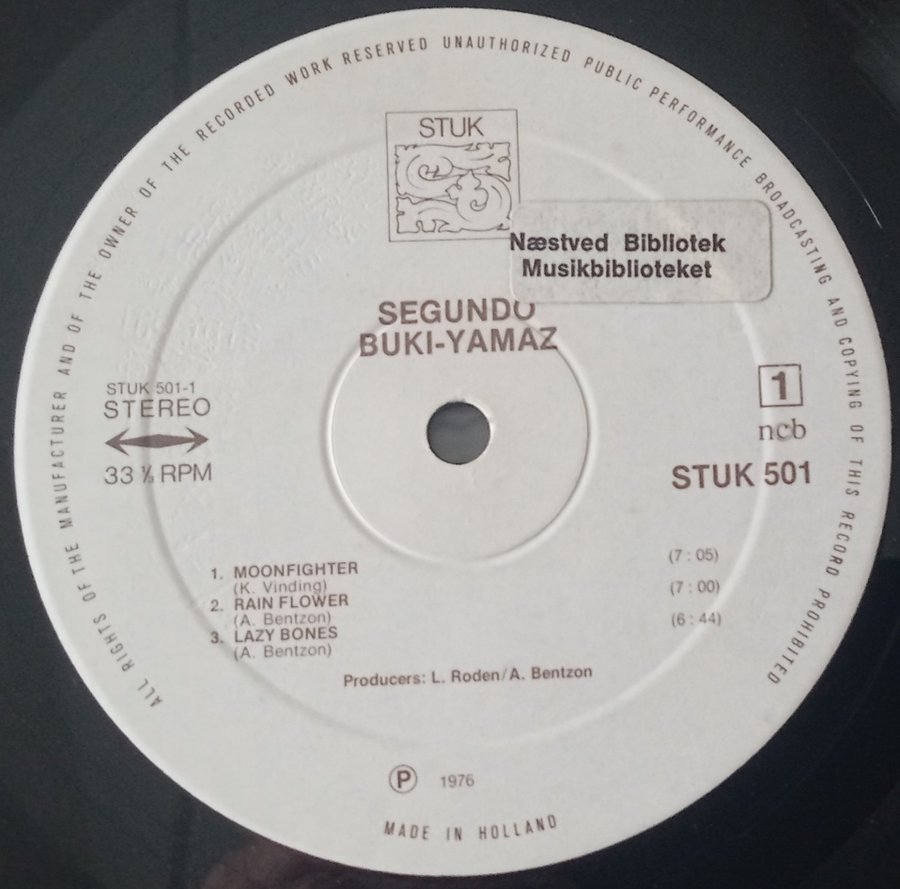 ALL RIGHTS OF THE MANUFACTURER AND OF THE OWNER OF THE RECORDED WORK RESERVED UNAUTHORIZED PUBLIC PERFORMANCE BROADCASTING AND COPYING OF THIS RECORD PROHIBITED
STUK
Næstved Bibliotek
Musikbiblioteket
SEGUNDO
BUKI-YAMAZ
STUK 501-1
STEREO
33 ⅓ RPM
1
ncb
STUK 501
1. MOONFIGHTER (7 : 05)
(K. Vinding)
2. RAIN FLOWER (7 : 00)
(A. Bentzon)
3. LAZY BONES (6 : 44)
(A. Bentzon)
Producers: L. Roden/A. Bentzon
Ⓟ 1976
MADE IN HOLLAND